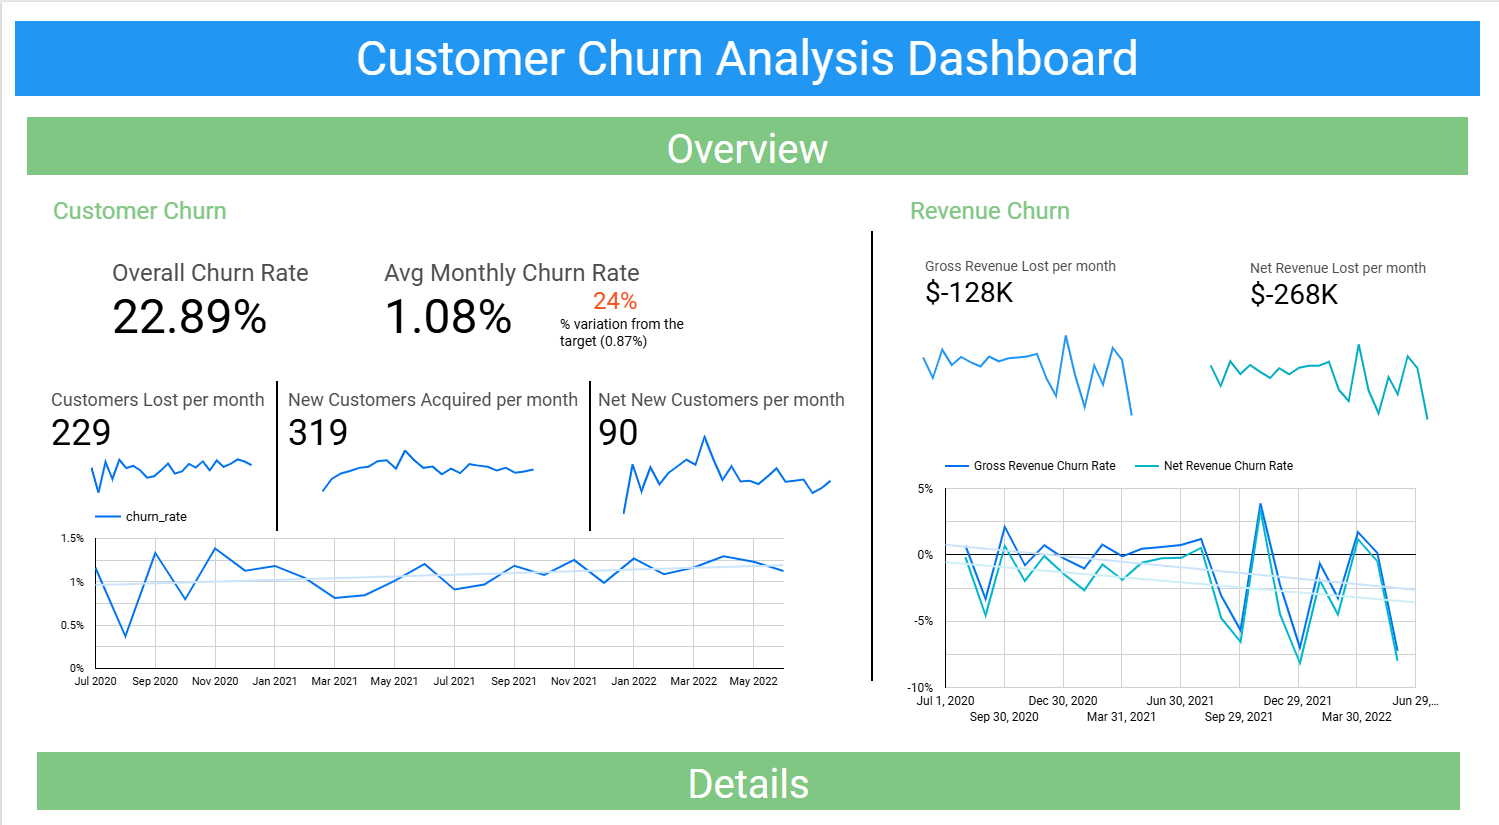 Customer Churn Analysis Dashboard
Overview
Customer Churn
Overall Churn Rate
22.89%
Avg Monthly Churn Rate
1.08%
24%
% variation from the
target (0.87%)
Customers Lost per month
229
New Customers Acquired per month
319
Net New Customers per month
90
churn_rate
1.5%
1%
0.5%
0%
Jul 2020 Sep 2020 Nov 2020 Jan 2021 Mar 2021 May 2021 Jul 2021 Sep 2021 Nov 2021 Jan 2022 Mar 2022 May 2022
Revenue Churn
Gross Revenue Lost per month
$-128K
Net Revenue Lost per month
$-268K
Gross Revenue Churn Rate Net Revenue Churn Rate
5%
0%
-5%
-10%
Jul 1, 2020 Dec 30, 2020 Jun 30, 2021 Dec 29, 2021 Jun 29,...
Sep 30, 2020 Mar 31, 2021 Sep 29, 2021 Mar 30, 2022
Details